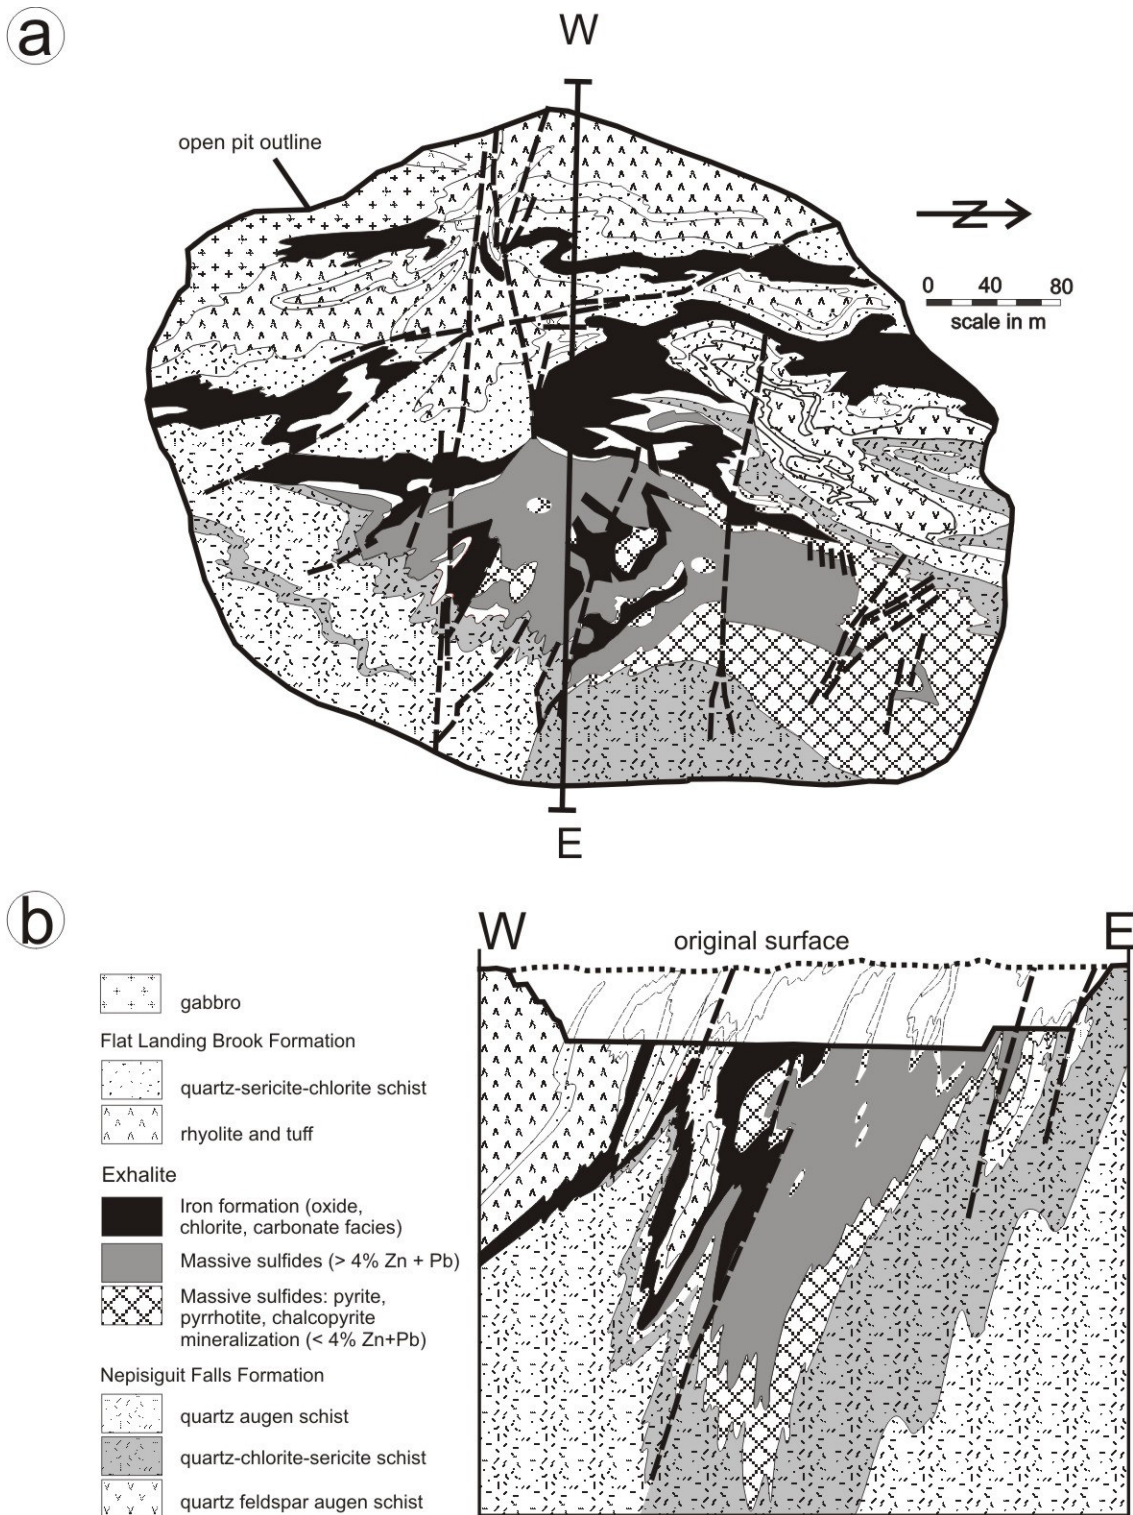 a
W
open pit outline
N
0 40 80
scale in m
E
b
W
E
original surface
gabbro
Flat Landing Brook Formation
quartz-sericite-chlorite schist
rhyolite and tuff
Exhalite
Iron formation (oxide,
chlorite, carbonate facies)
Massive sulfides (> 4% Zn + Pb)
Massive sulfides: pyrite,
pyrrhotite, chalcopyrite
mineralization (< 4% Zn+Pb)
Nepisiguit Falls Formation
quartz augen schist
quartz-chlorite-sericite schist
quartz feldspar augen schist